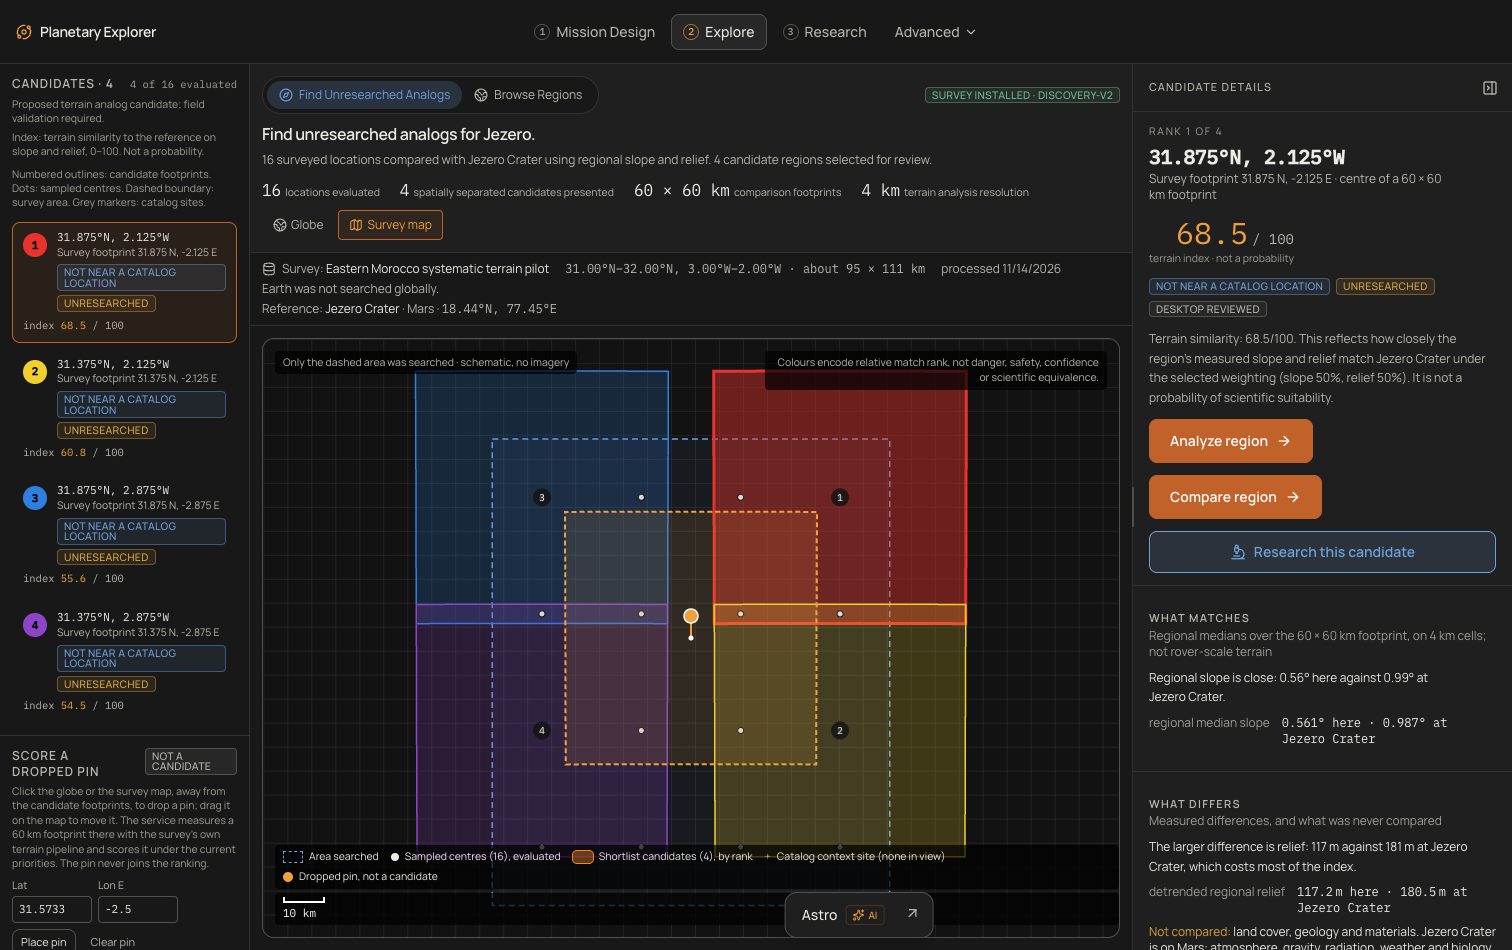 Planetary Explorer
1 Mission Design
2 Explore
3 Research
Advanced
CANDIDATES · 4
4 of 16 evaluated
Proposed terrain analog candidate; field
validation required.
Index: terrain similarity to the reference on
slope and relief, 0–100. Not a probability.
Numbered outlines: candidate footprints.
Dots: sampled centres. Dashed boundary:
survey area. Grey markers: catalog sites.
1
31.875°N, 2.125°W
Survey footprint 31.875 N, -2.125 E
NOT NEAR A CATALOG
LOCATION
UNRESEARCHED
index 68.5 / 100
2
31.375°N, 2.125°W
Survey footprint 31.375 N, -2.125 E
NOT NEAR A CATALOG
LOCATION
UNRESEARCHED
index 60.8 / 100
3
31.875°N, 2.875°W
Survey footprint 31.875 N, -2.875 E
NOT NEAR A CATALOG
LOCATION
UNRESEARCHED
index 55.6 / 100
4
31.375°N, 2.875°W
Survey footprint 31.375 N, -2.875 E
NOT NEAR A CATALOG
LOCATION
UNRESEARCHED
index 54.5 / 100
SCORE A
DROPPED PIN
NOT A
CANDIDATE
Click the globe or the survey map, away from
the candidate footprints, to drop a pin; drag it
on the map to move it. The service measures a
60 km footprint there with the survey's own
terrain pipeline and scores it under the current
priorities. The pin never joins the ranking.
Lat
Lon E
31.5733
-2.5
Place pin
Clear pin
Find Unresearched Analogs
Browse Regions
SURVEY INSTALLED · DISCOVERY-V2
Find unresearched analogs for Jezero.
16 surveyed locations compared with Jezero Crater using regional slope and relief. 4 candidate regions selected for review.
16 locations evaluated
4 spatially separated candidates presented
60 × 60 km comparison footprints
4 km terrain analysis resolution
Globe
Survey map
Survey: Eastern Morocco systematic terrain pilot
31.00°N–32.00°N, 3.00°W–2.00°W · about 95 × 111 km
processed 11/14/2026
Earth was not searched globally.
Reference: Jezero Crater · Mars · 18.44°N, 77.45°E
Only the dashed area was searched · schematic, no imagery
Colours encode relative match rank, not danger, safety, confidence
or scientific equivalence.
3
1
4
2
Area searched
Sampled centres (16), evaluated
Shortlist candidates (4), by rank
Catalog context site (none in view)
Dropped pin, not a candidate
10 km
Astro
AI
CANDIDATE DETAILS
RANK 1 OF 4
31.875°N, 2.125°W
Survey footprint 31.875 N, -2.125 E · centre of a 60 × 60
km footprint
68.5 / 100
terrain index · not a probability
NOT NEAR A CATALOG LOCATION
UNRESEARCHED
DESKTOP REVIEWED
Terrain similarity: 68.5/100. This reflects how closely the
region's measured slope and relief match Jezero Crater under
the selected weighting (slope 50%, relief 50%). It is not a
probability of scientific suitability.
Analyze region
Compare region
Research this candidate
WHAT MATCHES
Regional medians over the 60 × 60 km footprint, on 4 km cells;
not rover-scale terrain
Regional slope is close: 0.56° here against 0.99° at
Jezero Crater.
regional median slope
0.561° here · 0.987° at
Jezero Crater
WHAT DIFFERS
Measured differences, and what was never compared
The larger difference is relief: 117 m against 181 m at Jezero
Crater, which costs most of the index.
detrended regional relief
117.2 m here · 180.5 m at
Jezero Crater
Not compared: land cover, geology and materials. Jezero Crater
is on Mars: atmosphere, gravity, radiation, weather and biology